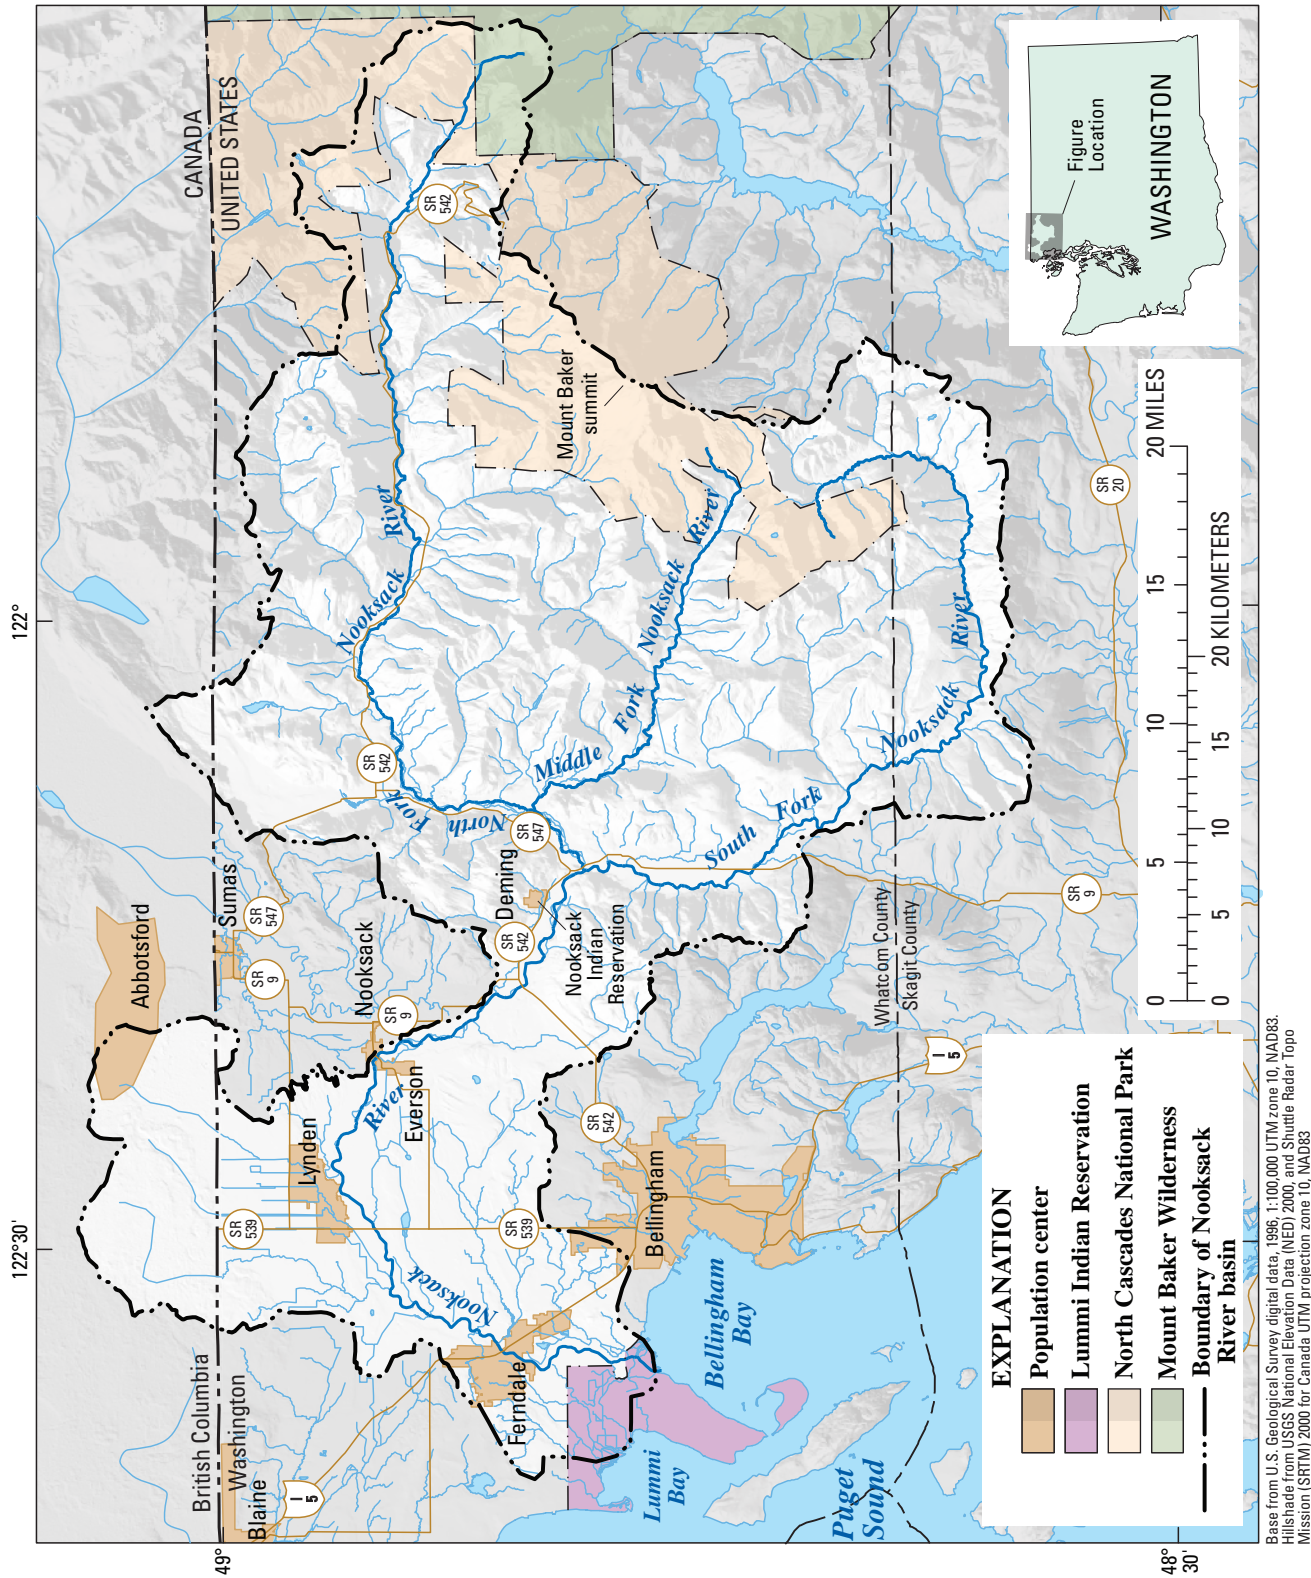 122°30'
122°
49°
48°
30'
CANADA
UNITED STATES
British Columbia
Washington
Blaine
I
5
Abbotsford
Sumas
SR
547
SR
9
Nooksack
SR
9
Everson
Lynden
SR
539
SR
539
River
Nooksack
Ferndale
Bellingham
SR
542
SR
542
Deming
Nooksack
Indian
Reservation
SR
547
North
Fork
Nooksack
River
SR
542
SR
542
Middle
Fork
Nooksack
River
Mount Baker
summit
South
Fork
Nooksack
River
Whatcom County
Skagit County
SR
9
SR
20
I
5
Lummi
Bay
Bellingham
Bay
Puget
Sound
EXPLANATION
Population center
Lummi Indian Reservation
North Cascades National Park
Mount Baker Wilderness
Boundary of Nooksack
River basin
0
5
10
15
20 MILES
0
5
10
15
20 KILOMETERS
Figure
Location
WASHINGTON
Base from U.S. Geological Survey digital data, 1996, 1:100,000 UTM zone 10, NAD83.
Hillshade from USGS National Elevation Data (NED) 2000, and Shuttle Radar Topo
Mission (SRTM) 2000 for Canada UTM projection zone 10, NAD83